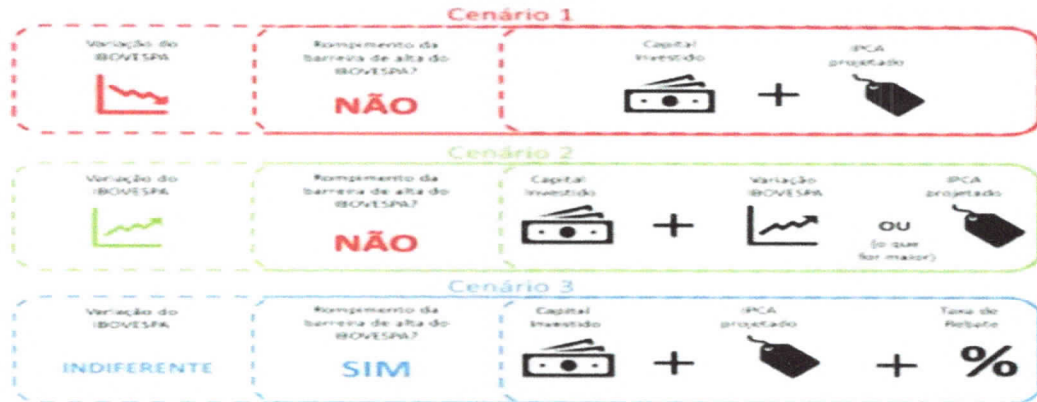 Cenário 1
Variação do
IBOVESPA
Rompimento da
barreira de alta do
IBOVESPA?
NÃO
Capital
Investido
+
IPCA
projetado
Cenário 2
Variação do
IBOVESPA
Rompimento da
barreira de alta do
IBOVESPA?
NÃO
Capital
Investido
+
Variação
IBOVESPA
OU
(o que
for maior)
IPCA
projetado
Cenário 3
Variação do
IBOVESPA
INDIFERENTE
Rompimento da
barreira de alta do
IBOVESPA?
SIM
Capital
Investido
+
IPCA
projetado
+
Taxa de
Rebate
%